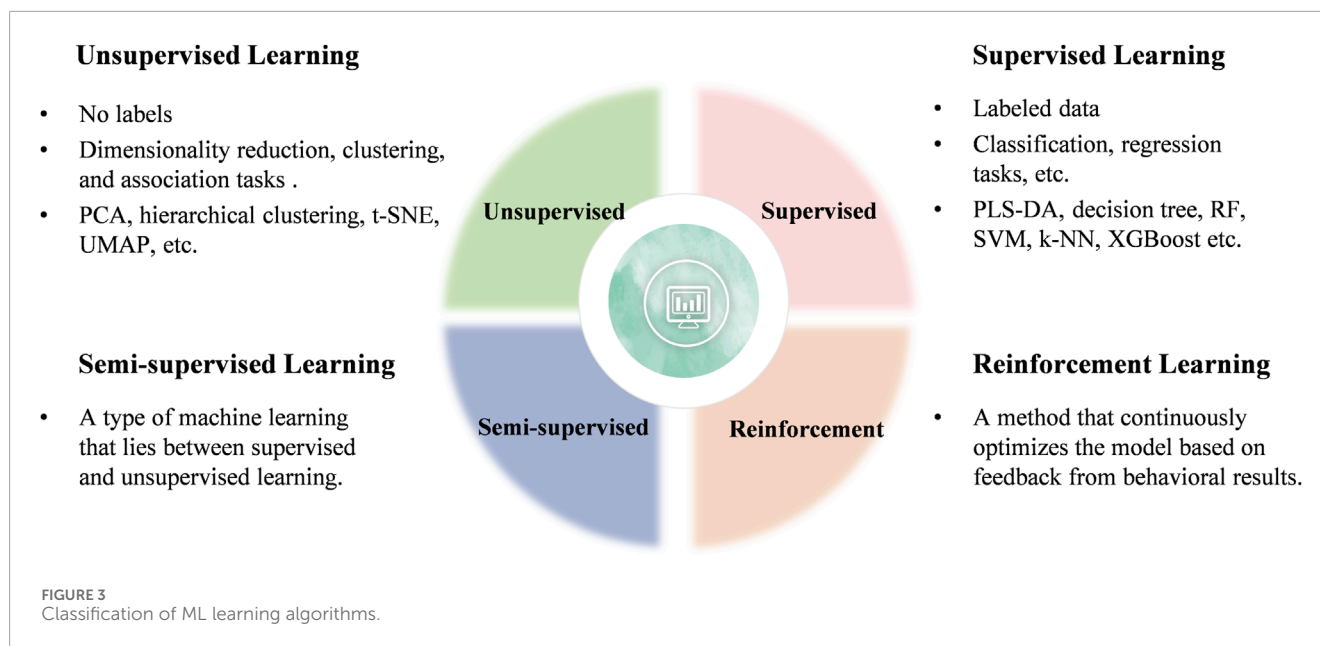 Unsupervised Learning
• No labels
• Dimensionality reduction, clustering,
and association tasks .
• PCA, hierarchical clustering, t-SNE,
UMAP, etc.
Supervised Learning
• Labeled data
• Classification, regression
tasks, etc.
• PLS-DA, decision tree, RF,
SVM, k-NN, XGBoost etc.
Unsupervised
Supervised
Semi-supervised
Reinforcement
Semi-supervised Learning
• A type of machine learning
that lies between supervised
and unsupervised learning.
Reinforcement Learning
• A method that continuously
optimizes the model based on
feedback from behavioral results.
FIGURE 3
Classification of ML learning algorithms.